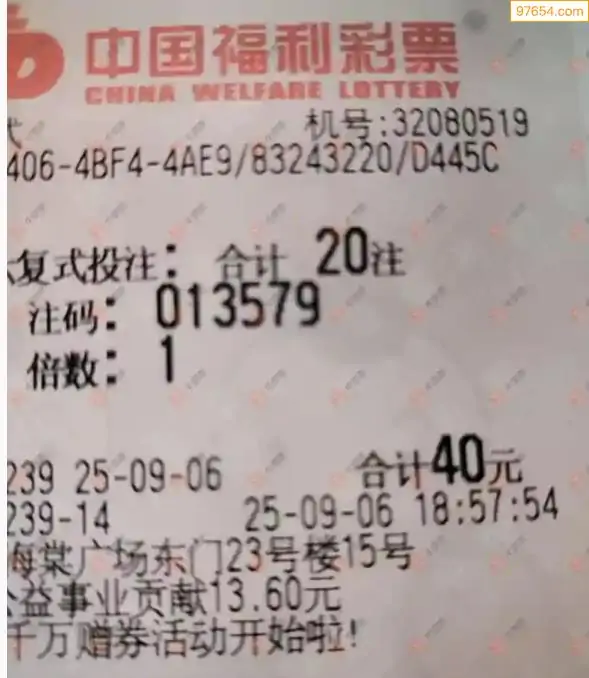 97654.com
中国福利彩票
CHINA WELFARE LOTTERY
式
机号:32080519
406-4BF4-4AE9/83243220/D445C
复式投注: 合计 20注
注码: 013579
倍数: 1
239 25-09-06 合计40元
239-14 25-09-06 18:57:54
海棠广场东门23号楼15号
公益事业贡献13.60元
千万赠券活动开始啦!